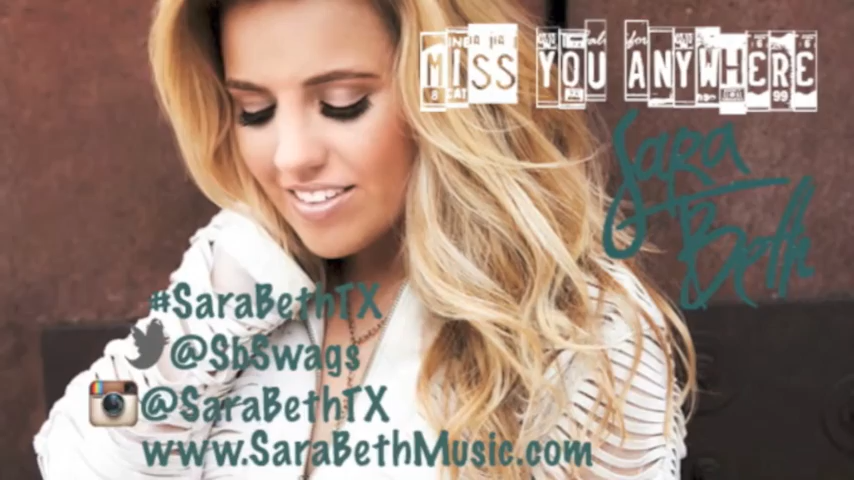 MISS YOU ANYWHERE
Sara
Beth
#SaraBethTX
@SbSwags
@SaraBethTX
www.SaraBethMusic.com